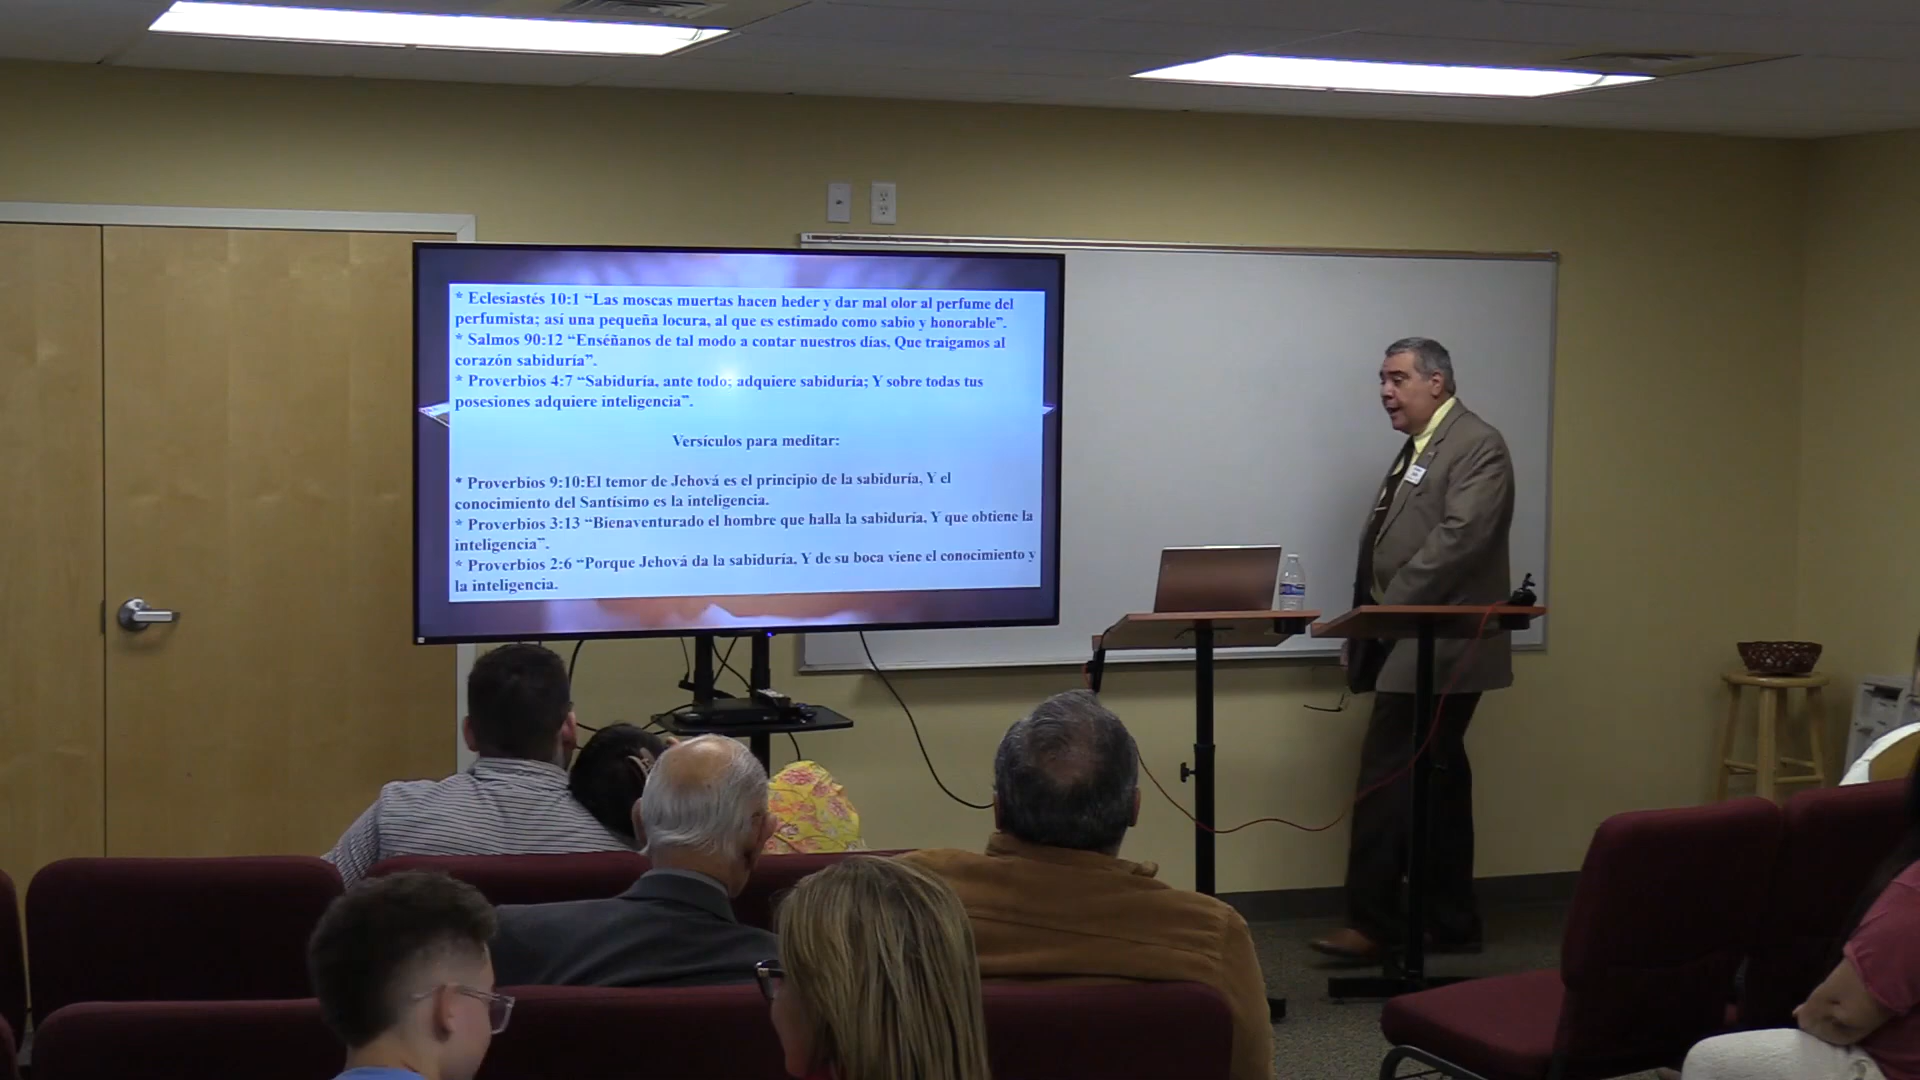 * Eclesiastés 10:1 “Las moscas muertas hacen heder y dar mal olor al perfume del
perfumista; así una pequeña locura, al que es estimado como sabio y honorable”.
* Salmos 90:12 “Enséñanos de tal modo a contar nuestros días, Que traigamos al
corazón sabiduría”.
* Proverbios 4:7 “Sabiduría, ante todo; adquiere sabiduría; Y sobre todas tus
posesiones adquiere inteligencia”.
Versículos para meditar:
* Proverbios 9:10:El temor de Jehová es el principio de la sabiduría, Y el
conocimiento del Santísimo es la inteligencia.
* Proverbios 3:13 “Bienaventurado el hombre que halla la sabiduría, Y que obtiene la
inteligencia”.
* Proverbios 2:6 “Porque Jehová da la sabiduría, Y de su boca viene el conocimiento y
la inteligencia.